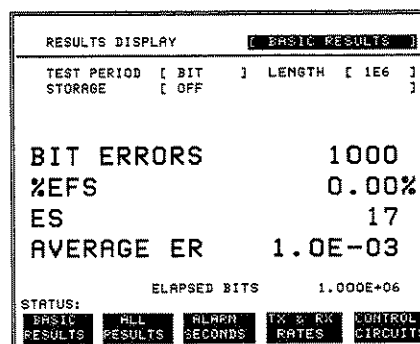 RESULTS DISPLAY [ BASIC RESULTS ]
TEST PERIOD [ BIT ] LENGTH [ 1E6 ]
STORAGE [ OFF ]
BIT ERRORS 1000
%EFS 0.00%
ES 17
AVERAGE ER 1.0E-03
ELAPSED BITS 1.000E+06
STATUS:
BASIC ALL ALARM TX & RX CONTROL
RESULTS RESULTS SECONDS RATES CIRCUITS